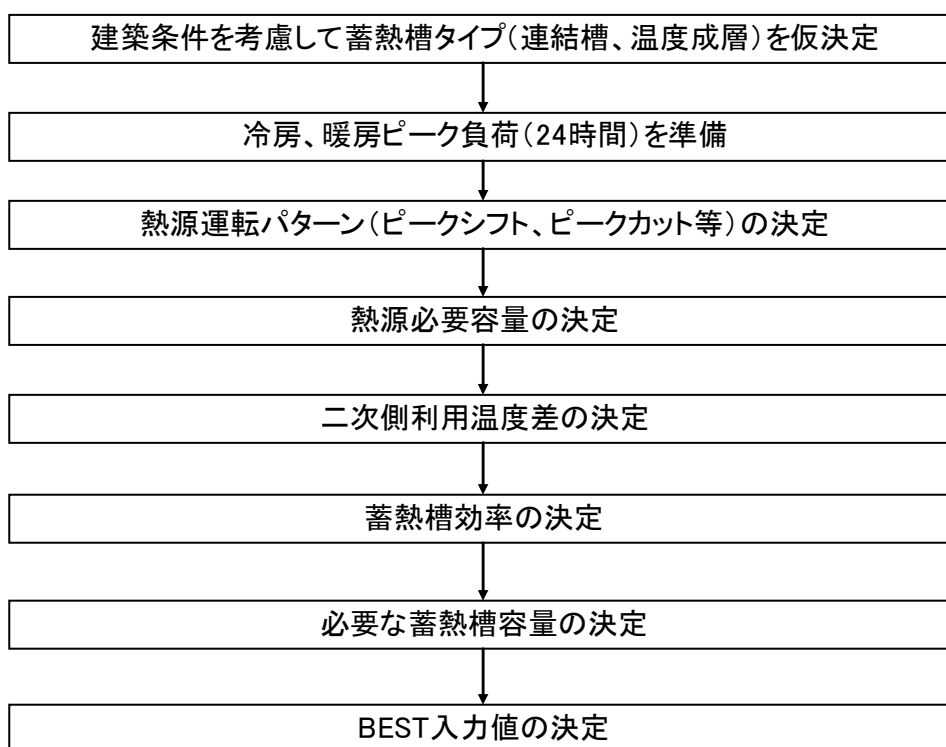 建築条件を考慮して蓄熱槽タイプ（連結槽、温度成層）を仮決定
冷房、暖房ピーク負荷（24時間）を準備
熱源運転パターン（ピークシフト、ピークカット等）の決定
熱源必要容量の決定
二次側利用温度差の決定
蓄熱槽効率の決定
必要な蓄熱槽容量の決定
BEST入力値の決定